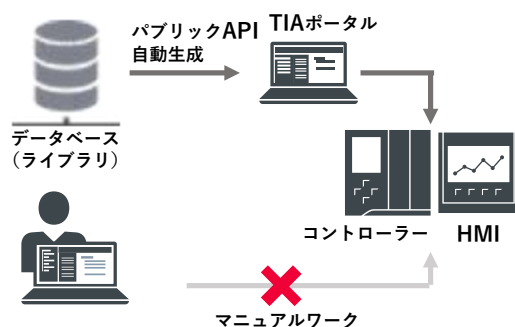 パブリックAPI
自動生成
TIAポータル
データベース
（ライブラリ）
コントローラー
HMI
マニュアルワーク